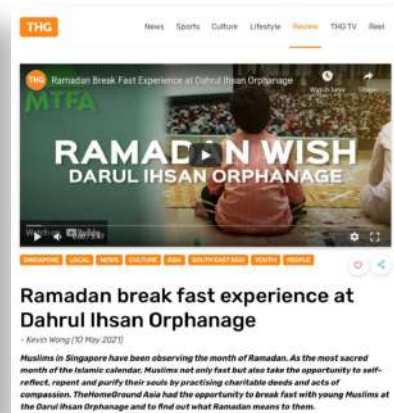 THG
News Sports Culture Lifestyle Review THG TV Reel
THG Ramadan Break Fast Experience at Dahrul Ihsan Orphanage
Watch later Share
MTFA
RAMADAN WISH
DARUL IHSAN ORPHANAGE
SINGAPORE LOCAL NEWS CULTURE ASIA SOUTH EAST ASIA YOUTH PEOPLE
Ramadan break fast experience at
Dahrul Ihsan Orphanage
- Kevin Wong (10 May 2021)
Muslims in Singapore have been observing the month of Ramadan. As the most sacred
month of the Islamic calendar, Muslims not only fast but also take the opportunity to self-
reflect, repent and purify their souls by practising charitable deeds and acts of
compassion. TheHomeGround Asia had the opportunity to break fast with young Muslims at
the Darul Ihsan Orphanage and to find out what Ramadan means to them.